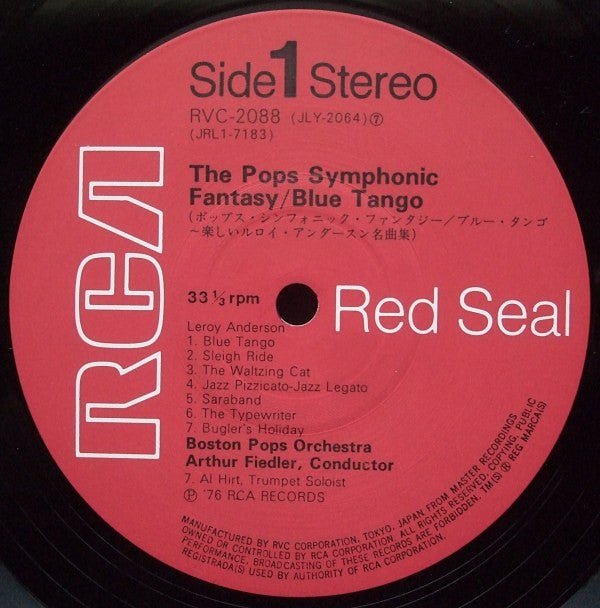 Side 1 Stereo
RVC-2088 (JLY-2064)⑦
(JRL1-7183)
The Pops Symphonic
Fantasy/Blue Tango
(ポップス・シンフォニック・ファンタジー/ブルー・タンゴ
～楽しいルロイ・アンダースン名曲集)
RCA
33 1/3 rpm
Red Seal
Leroy Anderson
1. Blue Tango
2. Sleigh Ride
3. The Waltzing Cat
4. Jazz Pizzicato-Jazz Legato
5. Saraband
6. The Typewriter
7. Bugler's Holiday
Boston Pops Orchestra
Arthur Fiedler, Conductor
7. Al Hirt, Trumpet Soloist
Ⓟ '76 RCA RECORDS
MANUFACTURED BY RVC CORPORATION, TOKYO, JAPAN, FROM MASTER RECORDINGS
OWNED OR CONTROLLED BY RCA CORPORATION. ALL RIGHTS RESERVED. COPYING, PUBLIC
PERFORMANCE, BROADCASTING OF THESE RECORDS ARE FORBIDDEN. TM(S) ® REG MARCA(S)
REGISTRADA(S) USED BY AUTHORITY OF RCA CORPORATION.